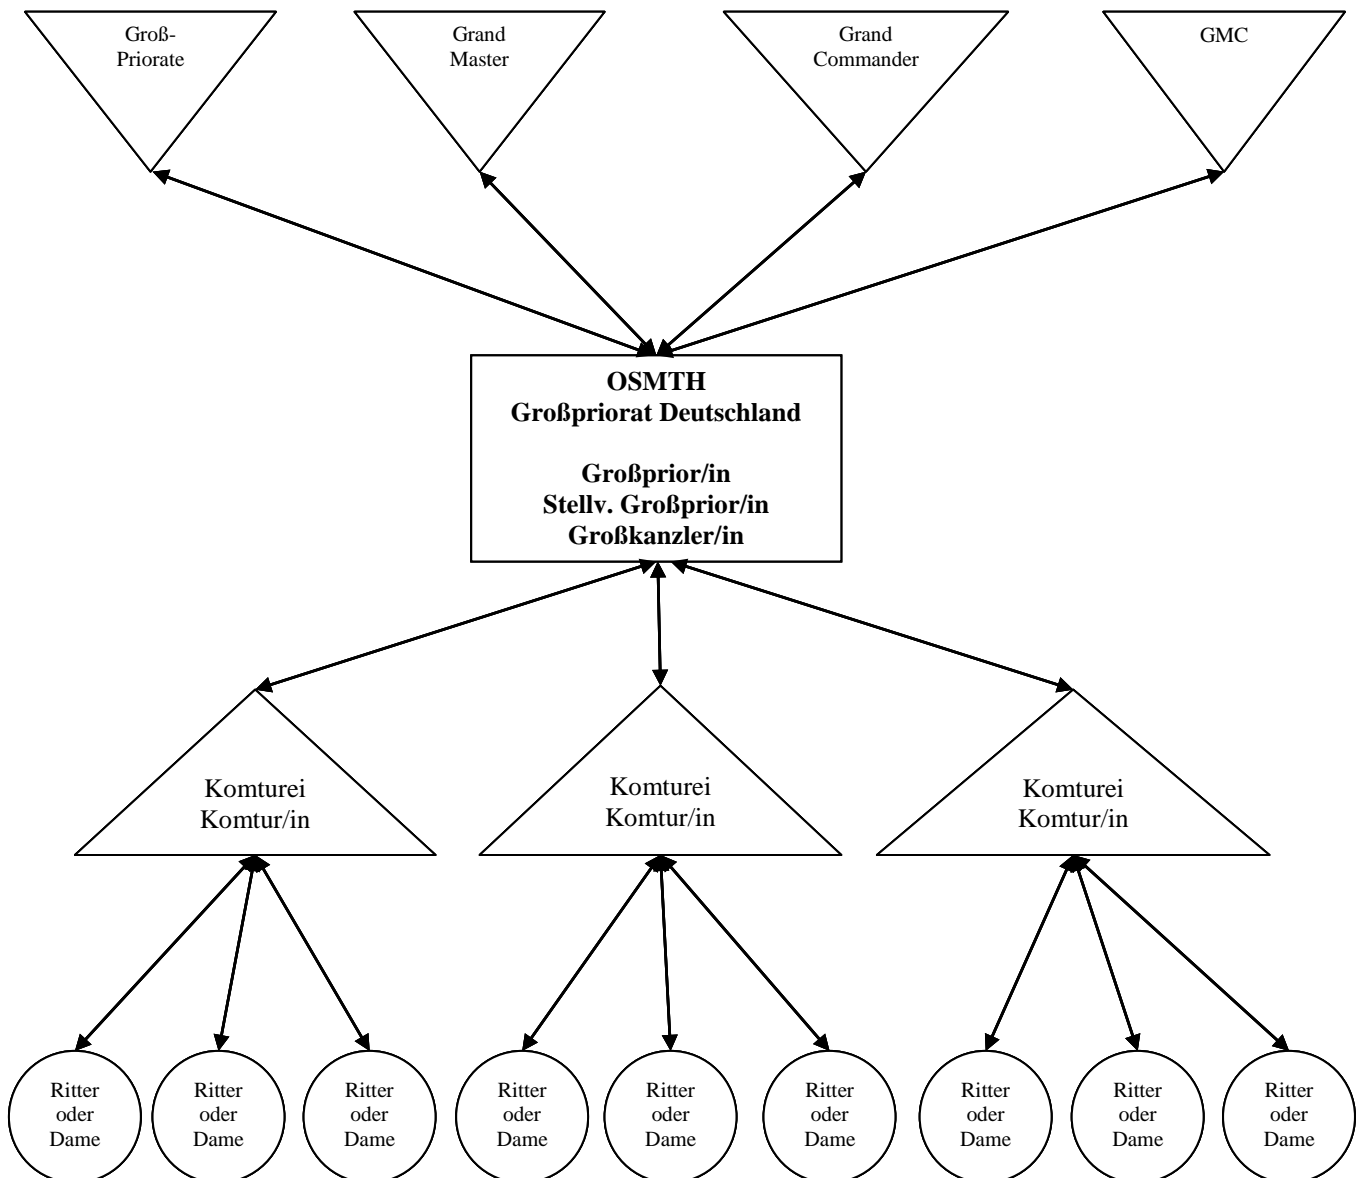 Groß-
Priorate
Grand
Master
Grand
Commander
GMC
OSMTH
Großpriorat Deutschland
Großprior/in
Stellv. Großprior/in
Großkanzler/in
Komturei
Komtur/in
Komturei
Komtur/in
Komturei
Komtur/in
Ritter
oder
Dame
Ritter
oder
Dame
Ritter
oder
Dame
Ritter
oder
Dame
Ritter
oder
Dame
Ritter
oder
Dame
Ritter
oder
Dame
Ritter
oder
Dame
Ritter
oder
Dame